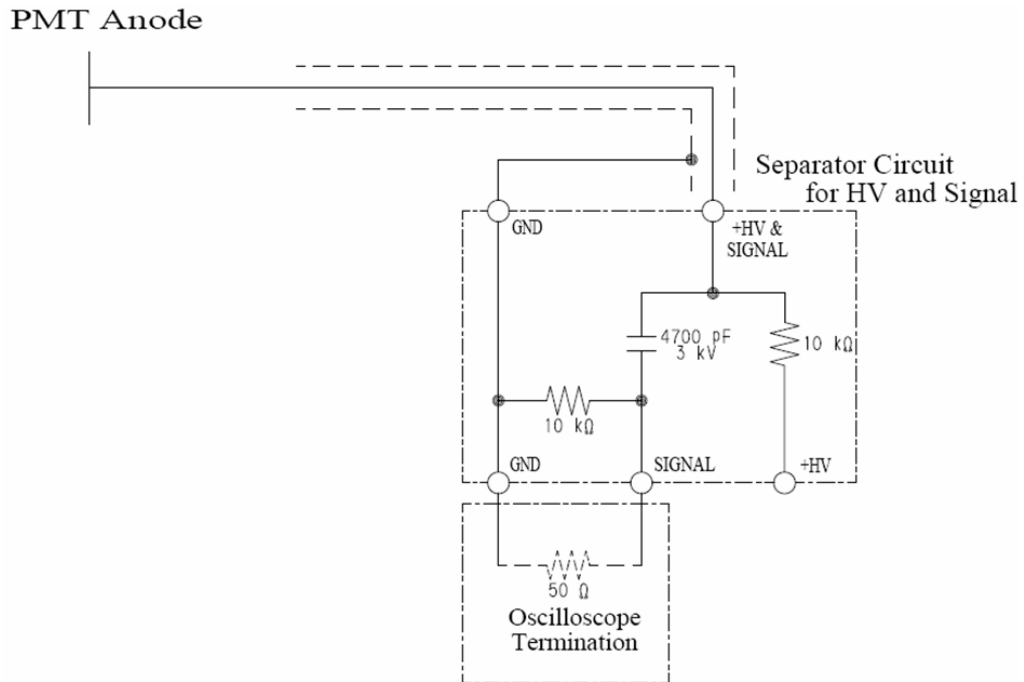 PMT Anode
Separator Circuit
for HV and Signal
GND
+HV &
SIGNAL
4700 pF
3 kV
10 kΩ
10 kΩ
GND
SIGNAL
+HV
50 Ω
Oscilloscope
Termination